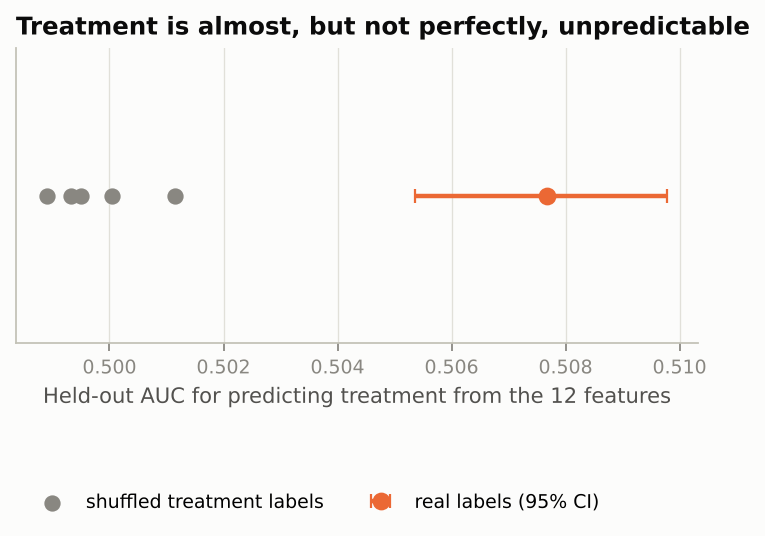 Treatment is almost, but not perfectly, unpredictable
0.500 0.502 0.504 0.506 0.508 0.510
Held-out AUC for predicting treatment from the 12 features
shuffled treatment labels real labels (95% CI)